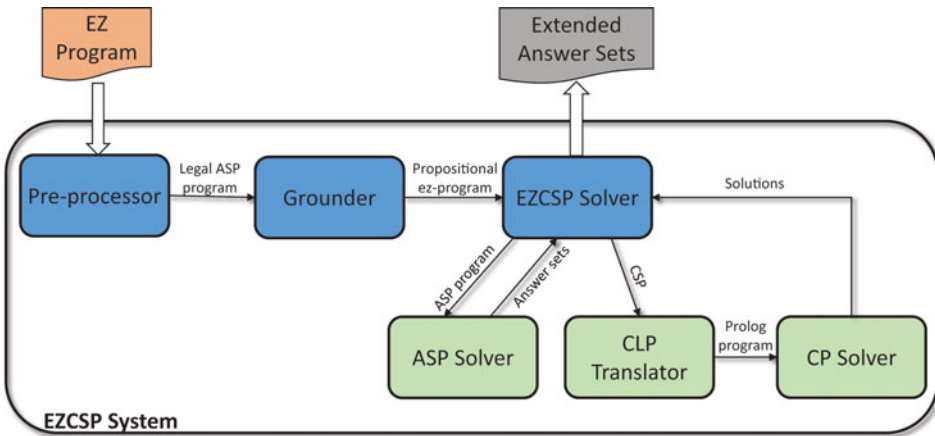 EZ
Program
Extended
Answer Sets
Pre-processor
Legal ASP
program
Grounder
Propositional
ez-program
EZCSP Solver
Solutions
ASP program
Answer sets
CSP
ASP Solver
CLP
Translator
Prolog
program
CP Solver
EZCSP System